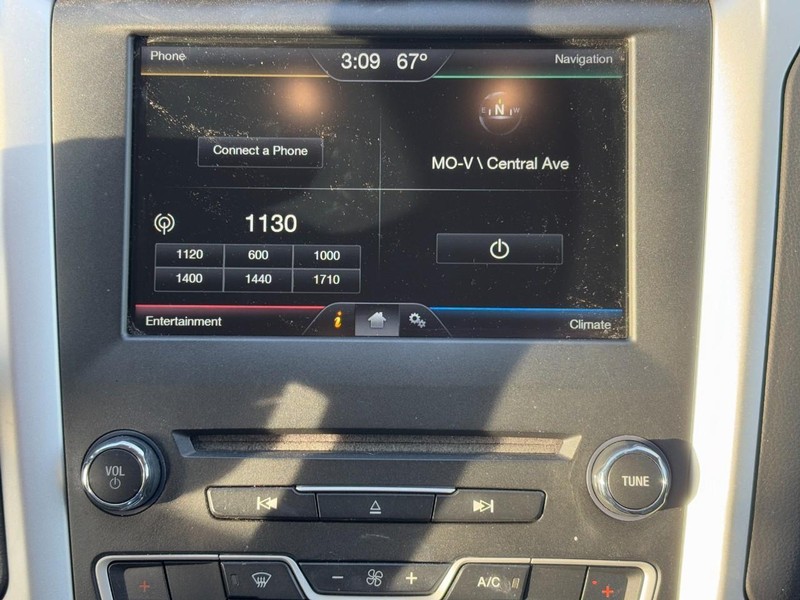 Phone 3:09 67° Navigation
E N W
Connect a Phone
MO-V \ Central Ave
1130
1120 600 1000
1400 1440 1710
Entertainment i Climate
VOL
TUNE
− +
A/C
+ +